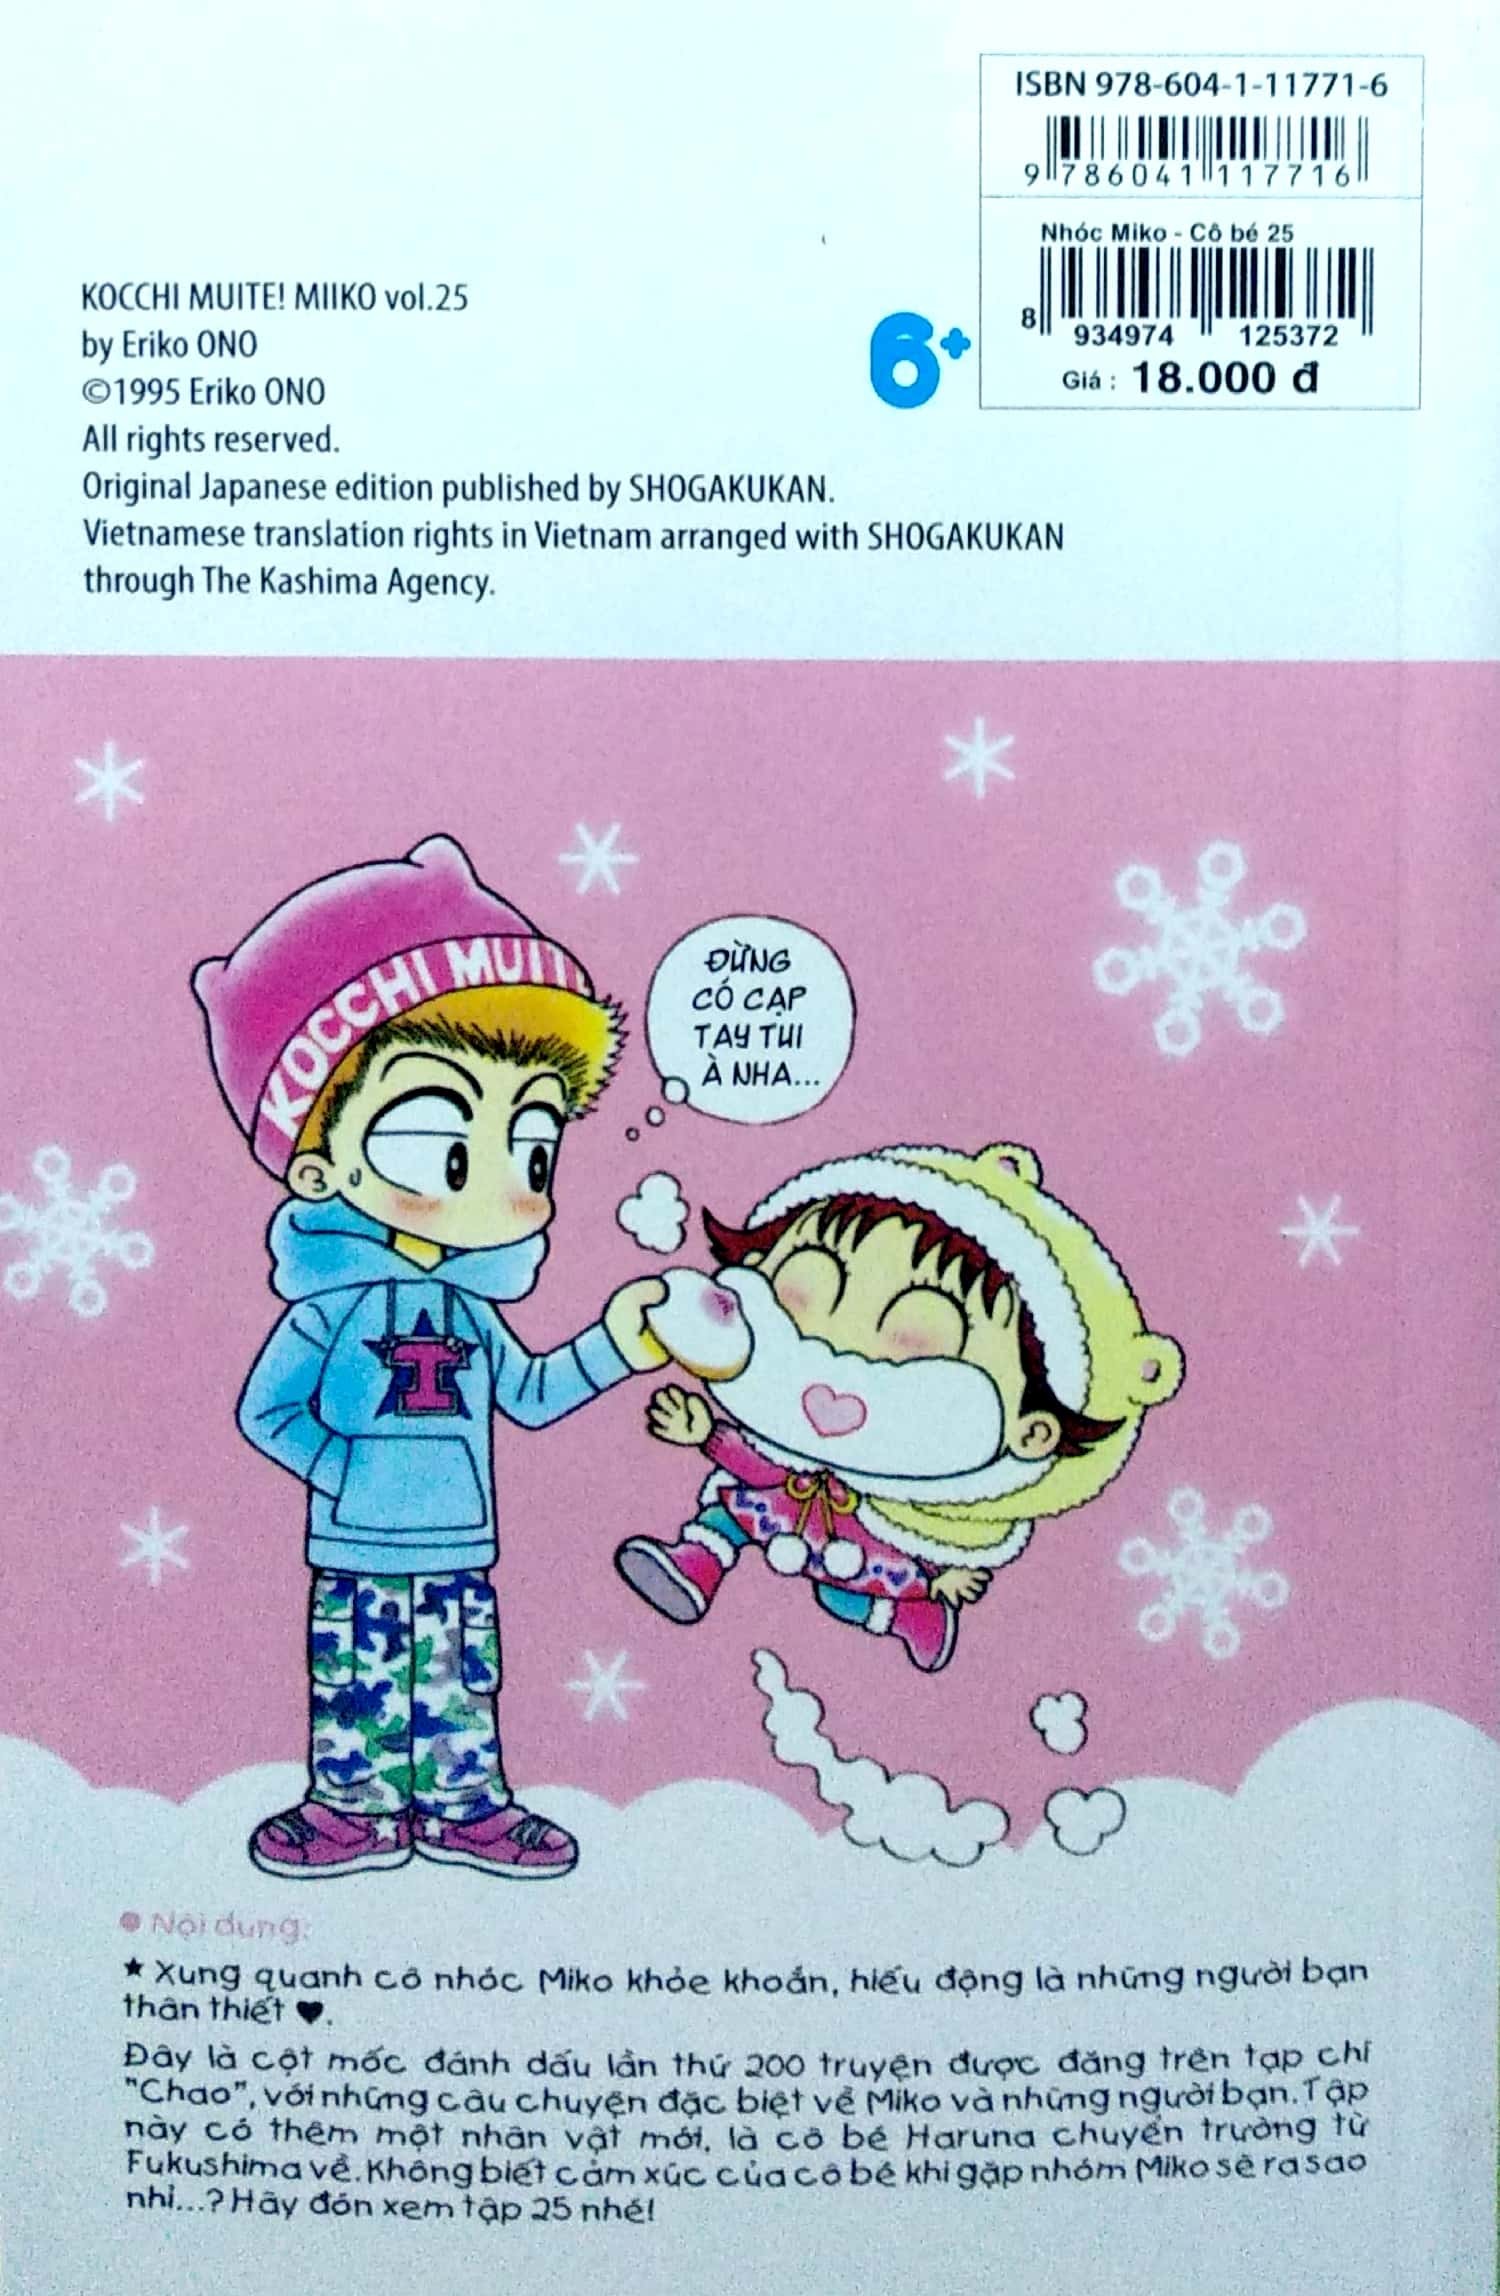 ISBN 978-604-1-11771-6
9 786041 117716
Nhóc Miko - Cô bé 25
8 934974 125372
Giá : 18.000 đ
6+
KOCCHI MUITE! MIIKO vol.25
by Eriko ONO
©1995 Eriko ONO
All rights reserved.
Original Japanese edition published by SHOGAKUKAN.
Vietnamese translation rights in Vietnam arranged with SHOGAKUKAN
through The Kashima Agency.
KOCCHI MUITE
ĐỪNG
CÓ CẠP
TAY TUI
À NHA...
I
Nội dung:
★ Xung quanh cô nhóc Miko khỏe khoắn, hiếu động là những người bạn
thân thiết ♥.
Đây là cột mốc đánh dấu lần thứ 200 truyện được đăng trên tạp chí
"Chao", với những câu chuyện đặc biệt về Miko và những người bạn. Tập
này có thêm một nhân vật mới, là cô bé Haruna chuyển trường từ
Fukushima về. Không biết cảm xúc của cô bé khi gặp nhóm Miko sẽ ra sao
nhỉ...? Hãy đón xem tập 25 nhé!